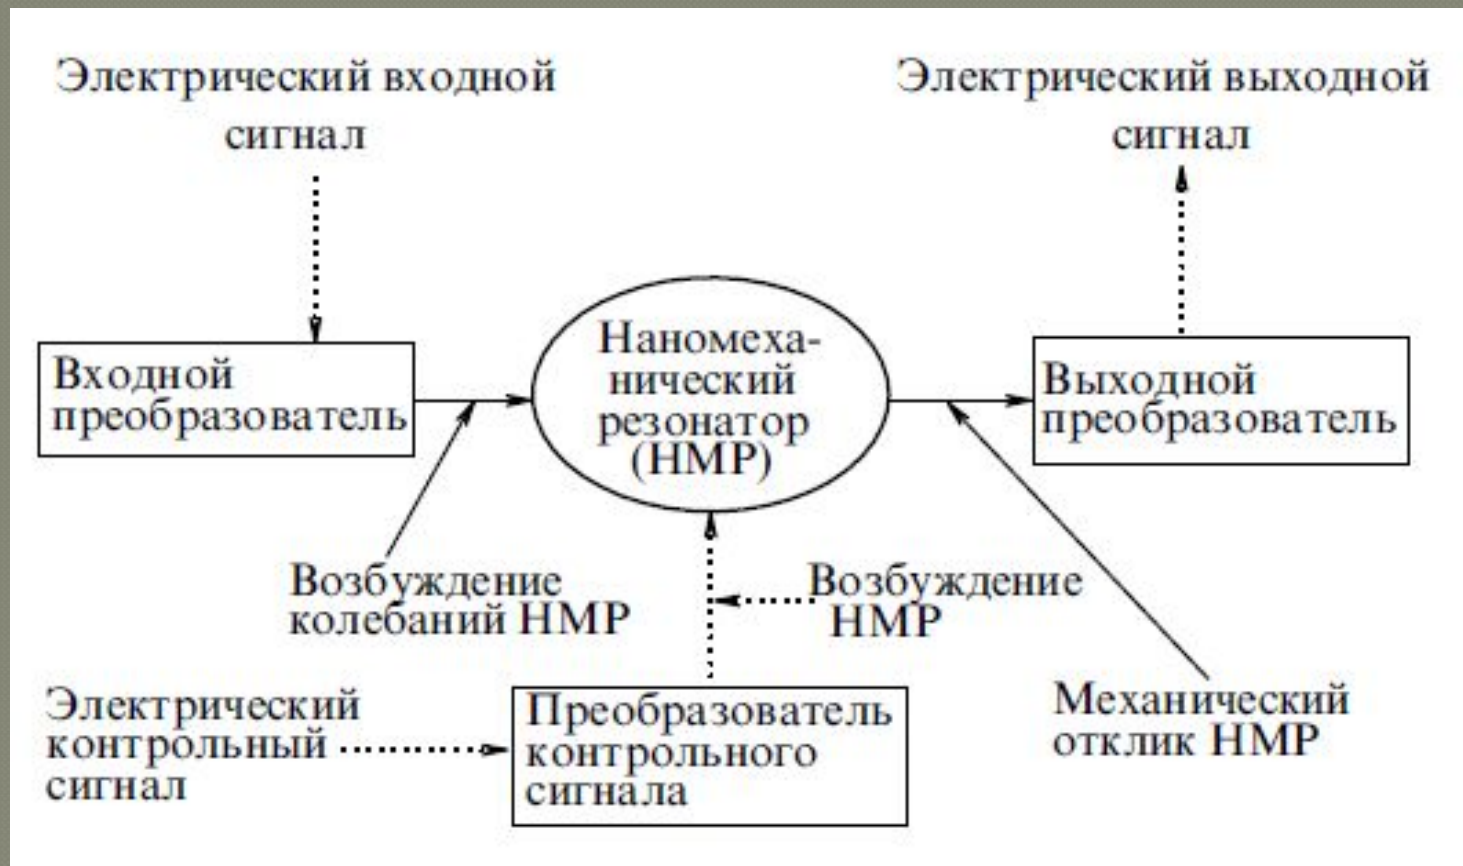 Электрический входной
сигнал
Электрический выходной
сигнал
Входной
преобразователь
Наномеха-
нический
резонатор
(НМР)
Выходной
преобразователь
Возбуждение
колебаний НМР
Возбуждение
НМР
Электрический
контрольный
сигнал
Преобразователь
контрольного
сигнала
Механический
отклик НМР